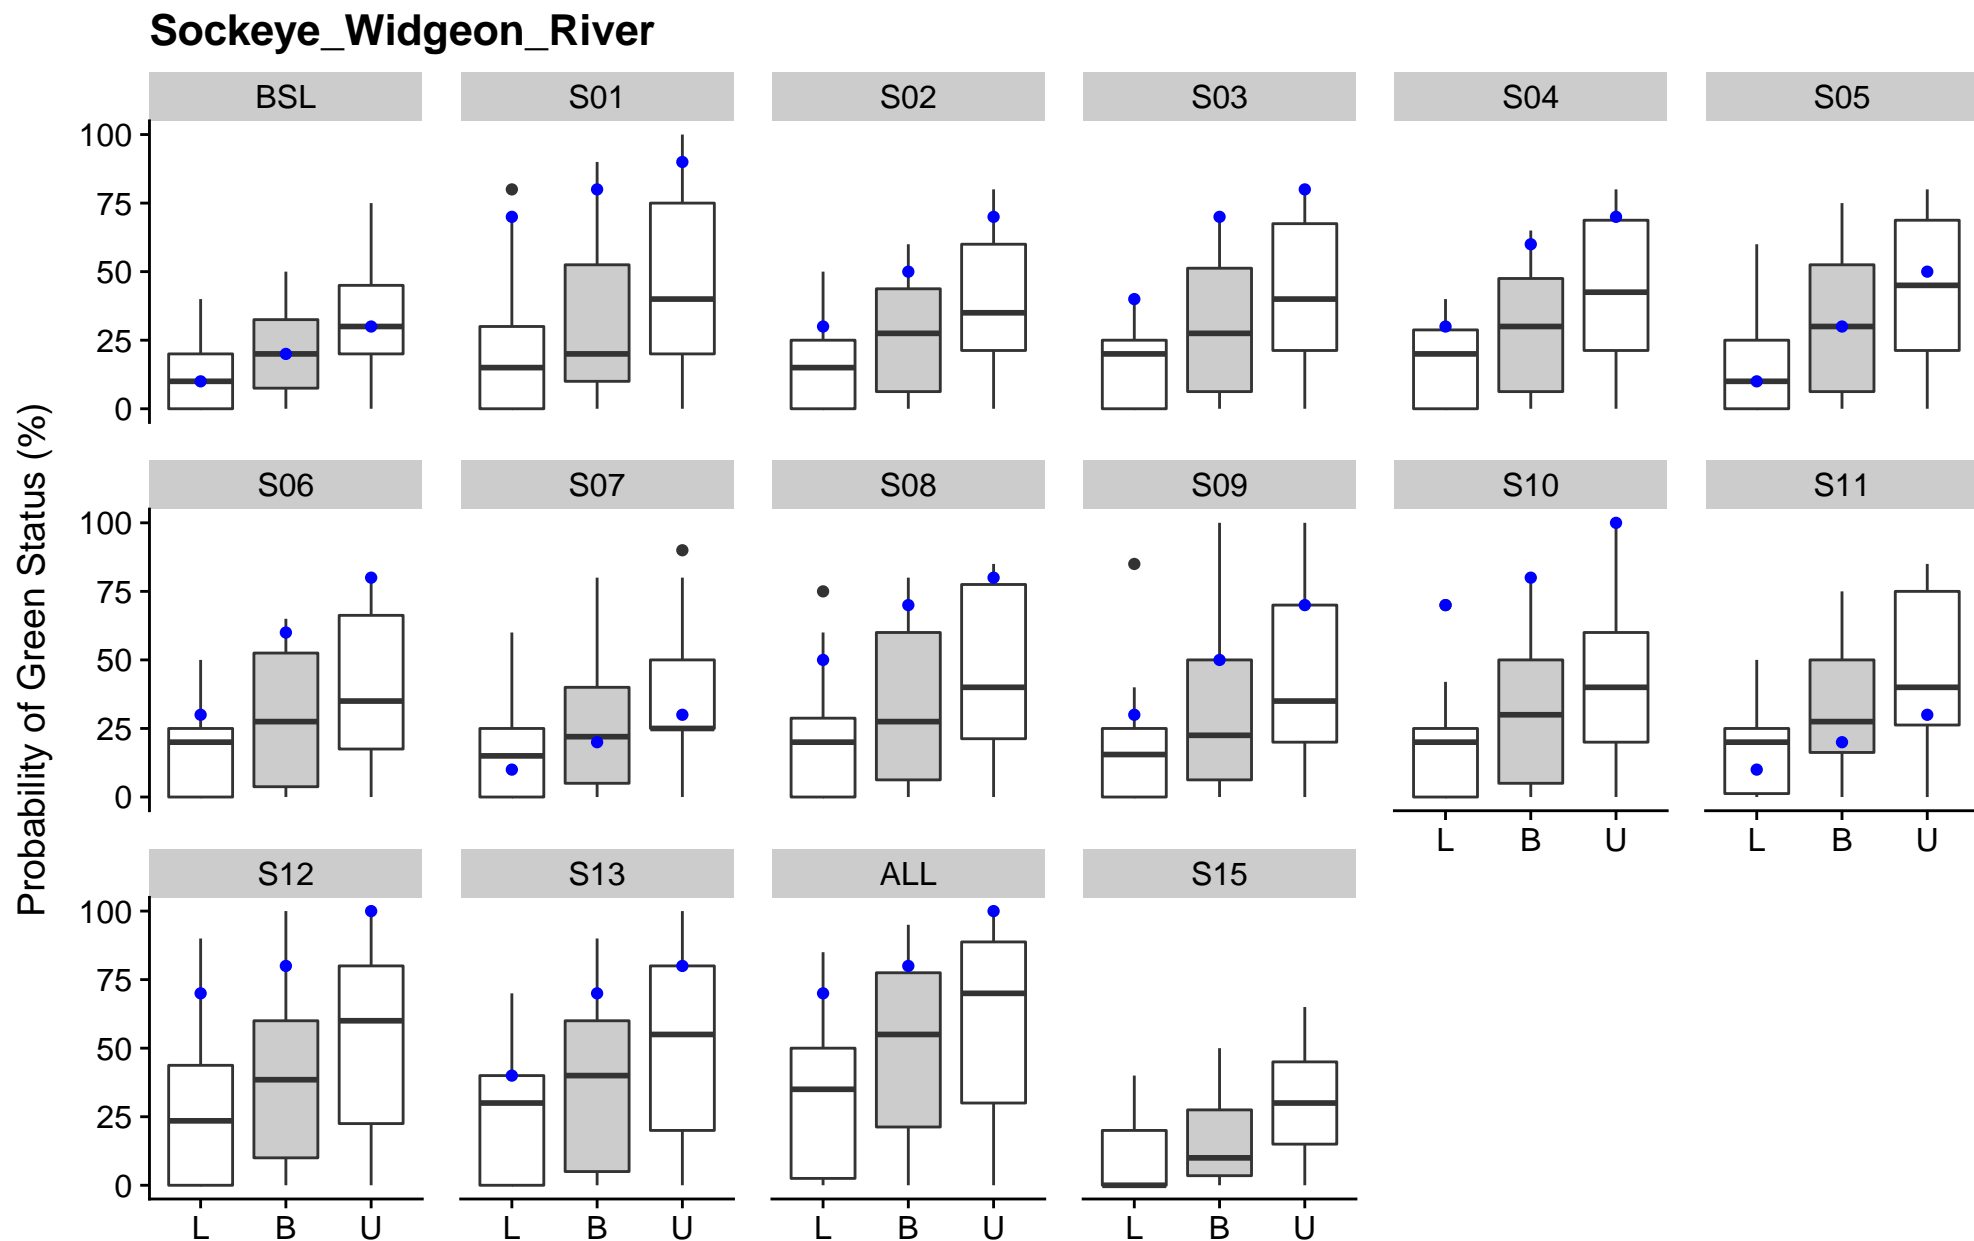 Sockeye_Widgeon_River
BSL S01 S02 S03 S04 S05
100
75
50
25
0
Probability of Green Status (%)
S06 S07 S08 S09 S10 S11
100
75
50
25
0
L B U L B U
S12 S13 ALL S15
100
75
50
25
0
L B U L B U L B U L B U